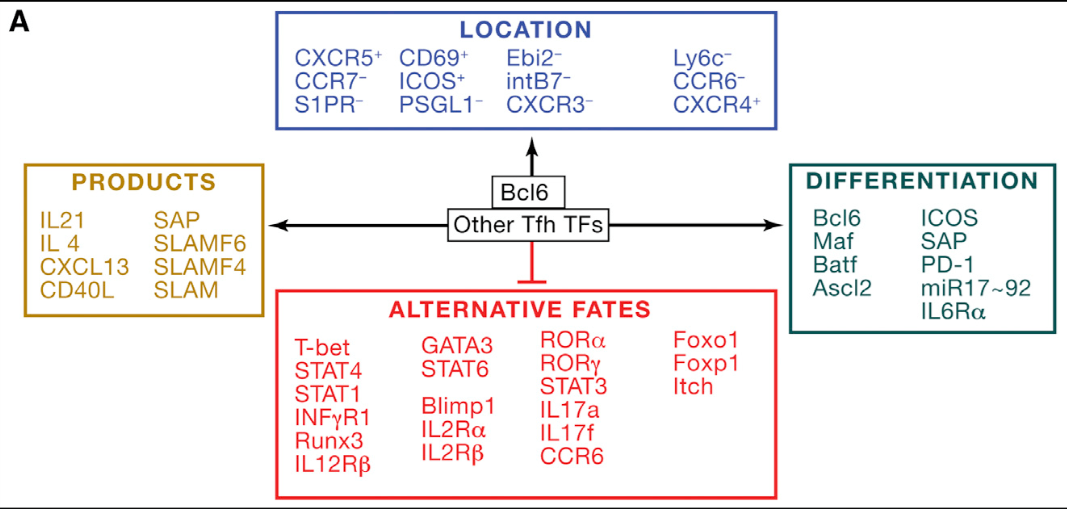 A
LOCATION
CXCR5⁺ CD69⁺ Ebi2⁻ Ly6c⁻
CCR7⁻ ICOS⁺ intB7⁻ CCR6⁻
S1PR⁻ PSGL1⁻ CXCR3⁻ CXCR4⁺
PRODUCTS
IL21 SAP
IL 4 SLAMF6
CXCL13 SLAMF4
CD40L SLAM
Bcl6
Other Tfh TFs
DIFFERENTIATION
Bcl6 ICOS
Maf SAP
Batf PD-1
Ascl2 miR17~92
IL6Rα
ALTERNATIVE FATES
T-bet
STAT4
STAT1
INFγR1
Runx3
IL12Rβ
GATA3
STAT6
Blimp1
IL2Rα
IL2Rβ
RORα
RORγ
STAT3
IL17a
IL17f
CCR6
Foxo1
Foxp1
Itch